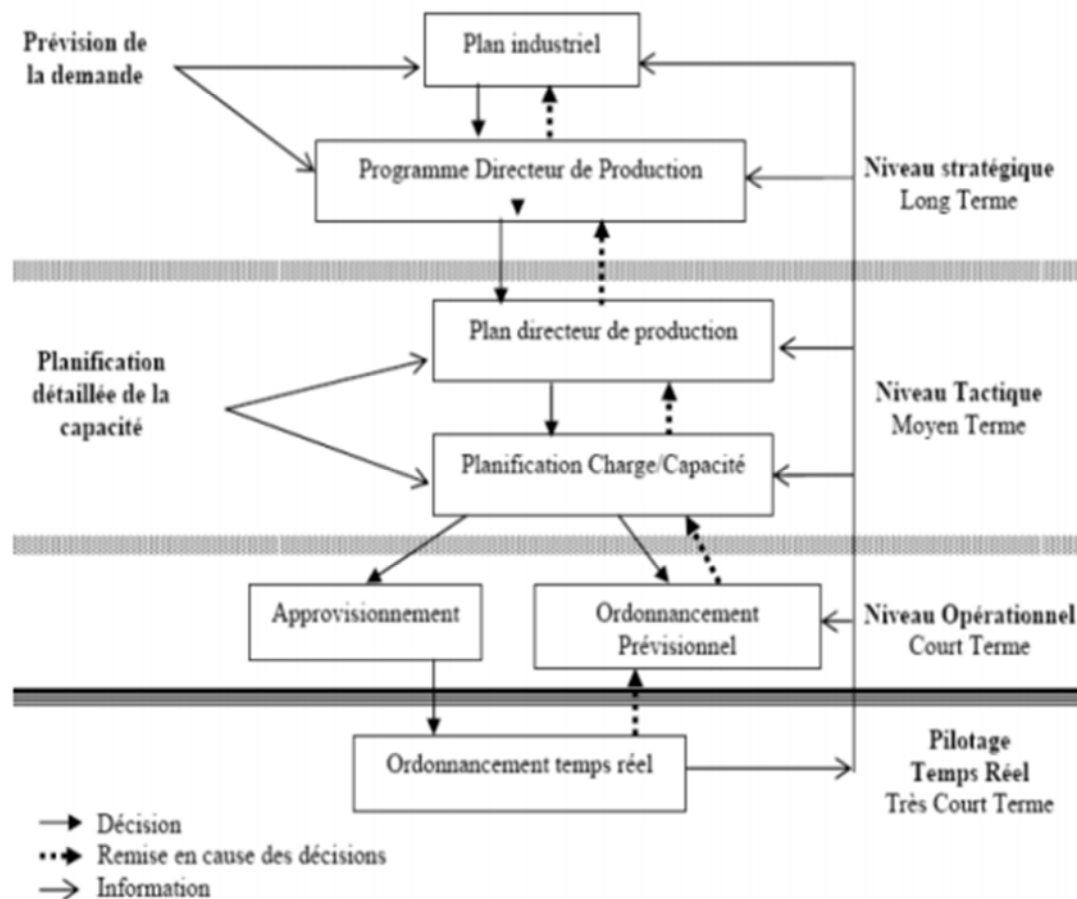 Prévision de
la demande
Plan industriel
Programme Directeur de Production
Niveau stratégique
Long Terme
Plan directeur de production
Planification
détaillée de la
capacité
Niveau Tactique
Moyen Terme
Planification Charge/Capacité
Approvisionnement
Ordonnancement
Prévisionnel
Niveau Opérationnel
Court Terme
Ordonnancement temps réel
Pilotage
Temps Réel
Très Court Terme
Décision
Remise en cause des décisions
Information